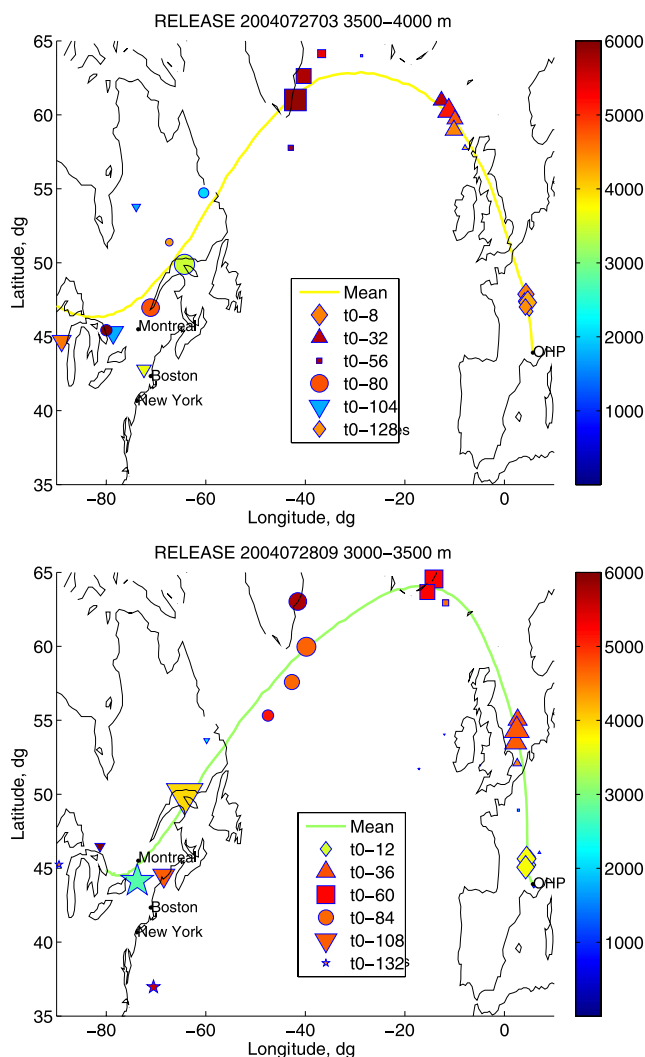 RELEASE 2004072703 3500−4000 m
65
60
55
50
45
40
35
Latitude, dg
Montreal
Boston
New York
OHP
Mean
t0−8
t0−32
t0−56
t0−80
t0−104
t0−128s
−80 −60 −40 −20 0
Longitude, dg
6000
5000
4000
3000
2000
1000
RELEASE 2004072809 3000−3500 m
65
60
55
50
45
40
35
Latitude, dg
Montreal
Boston
New York
OHP
Mean
t0−12
t0−36
t0−60
t0−84
t0−108
t0−132s
−80 −60 −40 −20 0
Longitude, dg
6000
5000
4000
3000
2000
1000